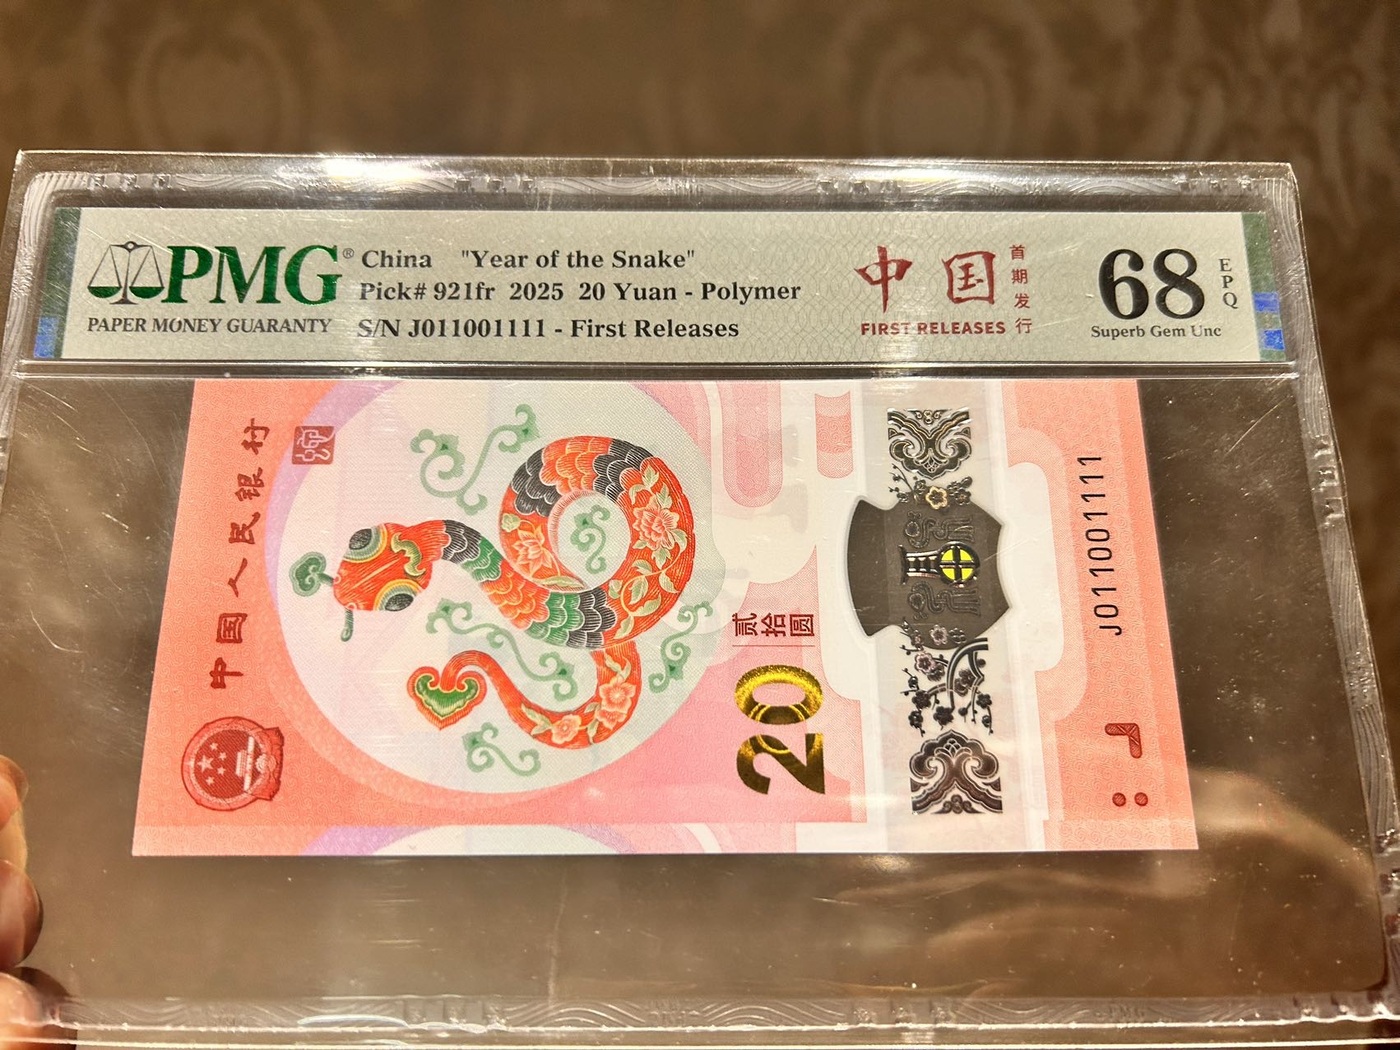 PMG®
PAPER MONEY GUARANTY
China "Year of the Snake"
Pick# 921fr 2025 20 Yuan - Polymer
S/N J011001111 - First Releases
中国
FIRST RELEASES
首期发行
68
EPQ
Superb Gem Unc
中国人民银行
贰拾圆
20
J011001111